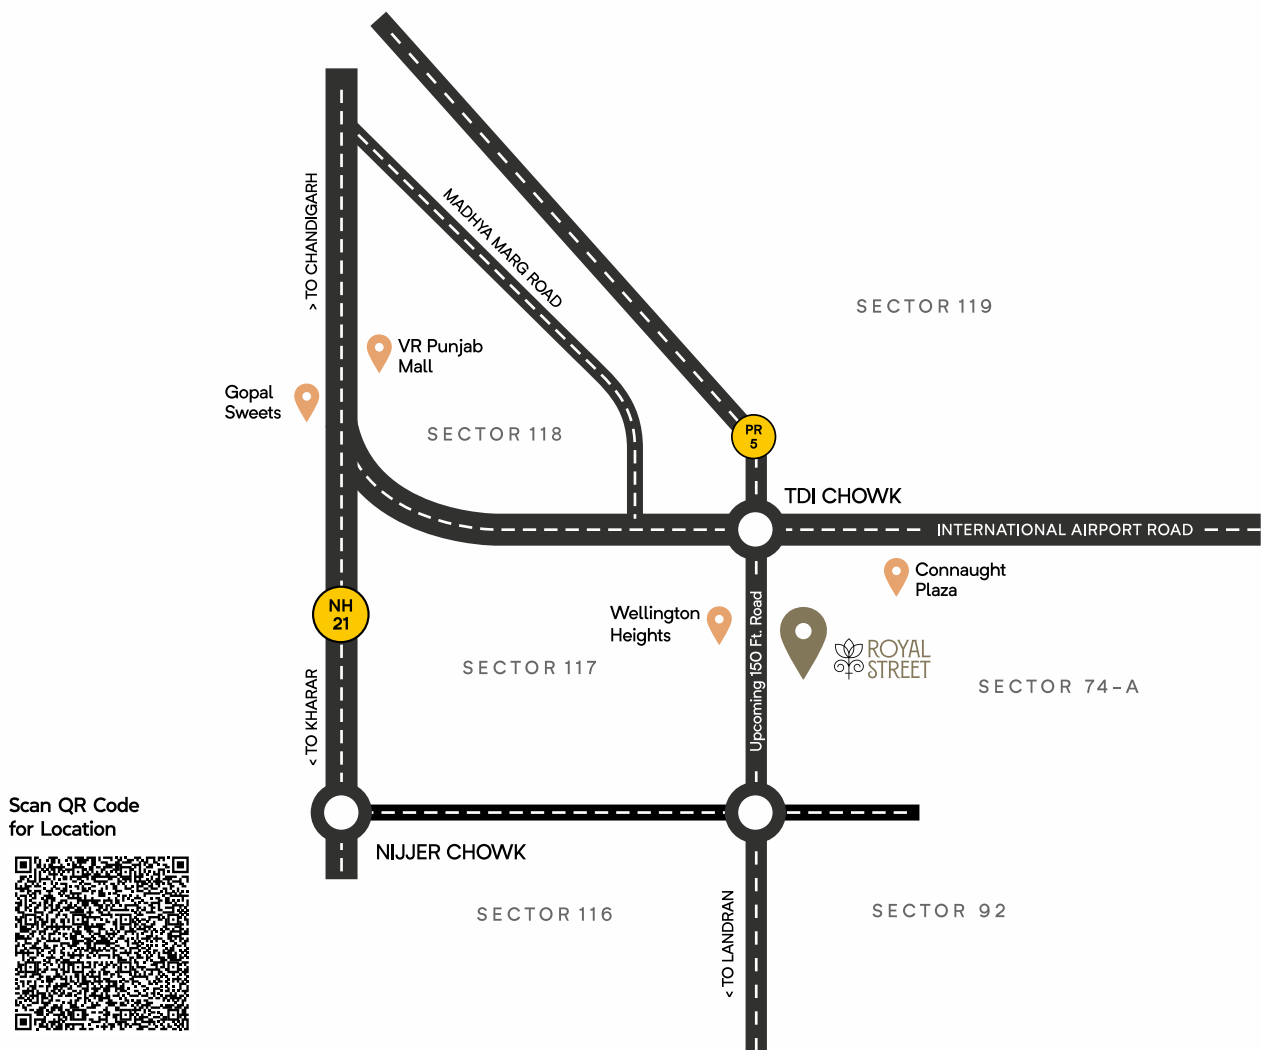 > TO CHANDIGARH
MADHYA MARG ROAD
SECTOR 119
VR Punjab
Mall
Gopal
Sweets
SECTOR 118
PR
5
TDI CHOWK
INTERNATIONAL AIRPORT ROAD
Connaught
Plaza
NH
21
Wellington
Heights
Upcoming 150 Ft. Road
ROYAL
STREET
SECTOR 117
SECTOR 74-A
< TO KHARAR
Scan QR Code
for Location
NIJJER CHOWK
SECTOR 116
< TO LANDRAN
SECTOR 92